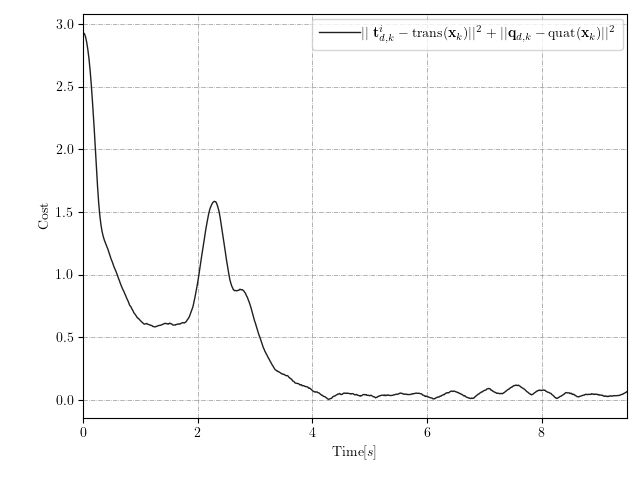 || t^i_{d,k} − trans(x_k)||^2 + ||q_{d,k} − quat(x_k)||^2
3.0
2.5
2.0
1.5
1.0
0.5
0.0
Cost
0 2 4 6 8
Time[s]